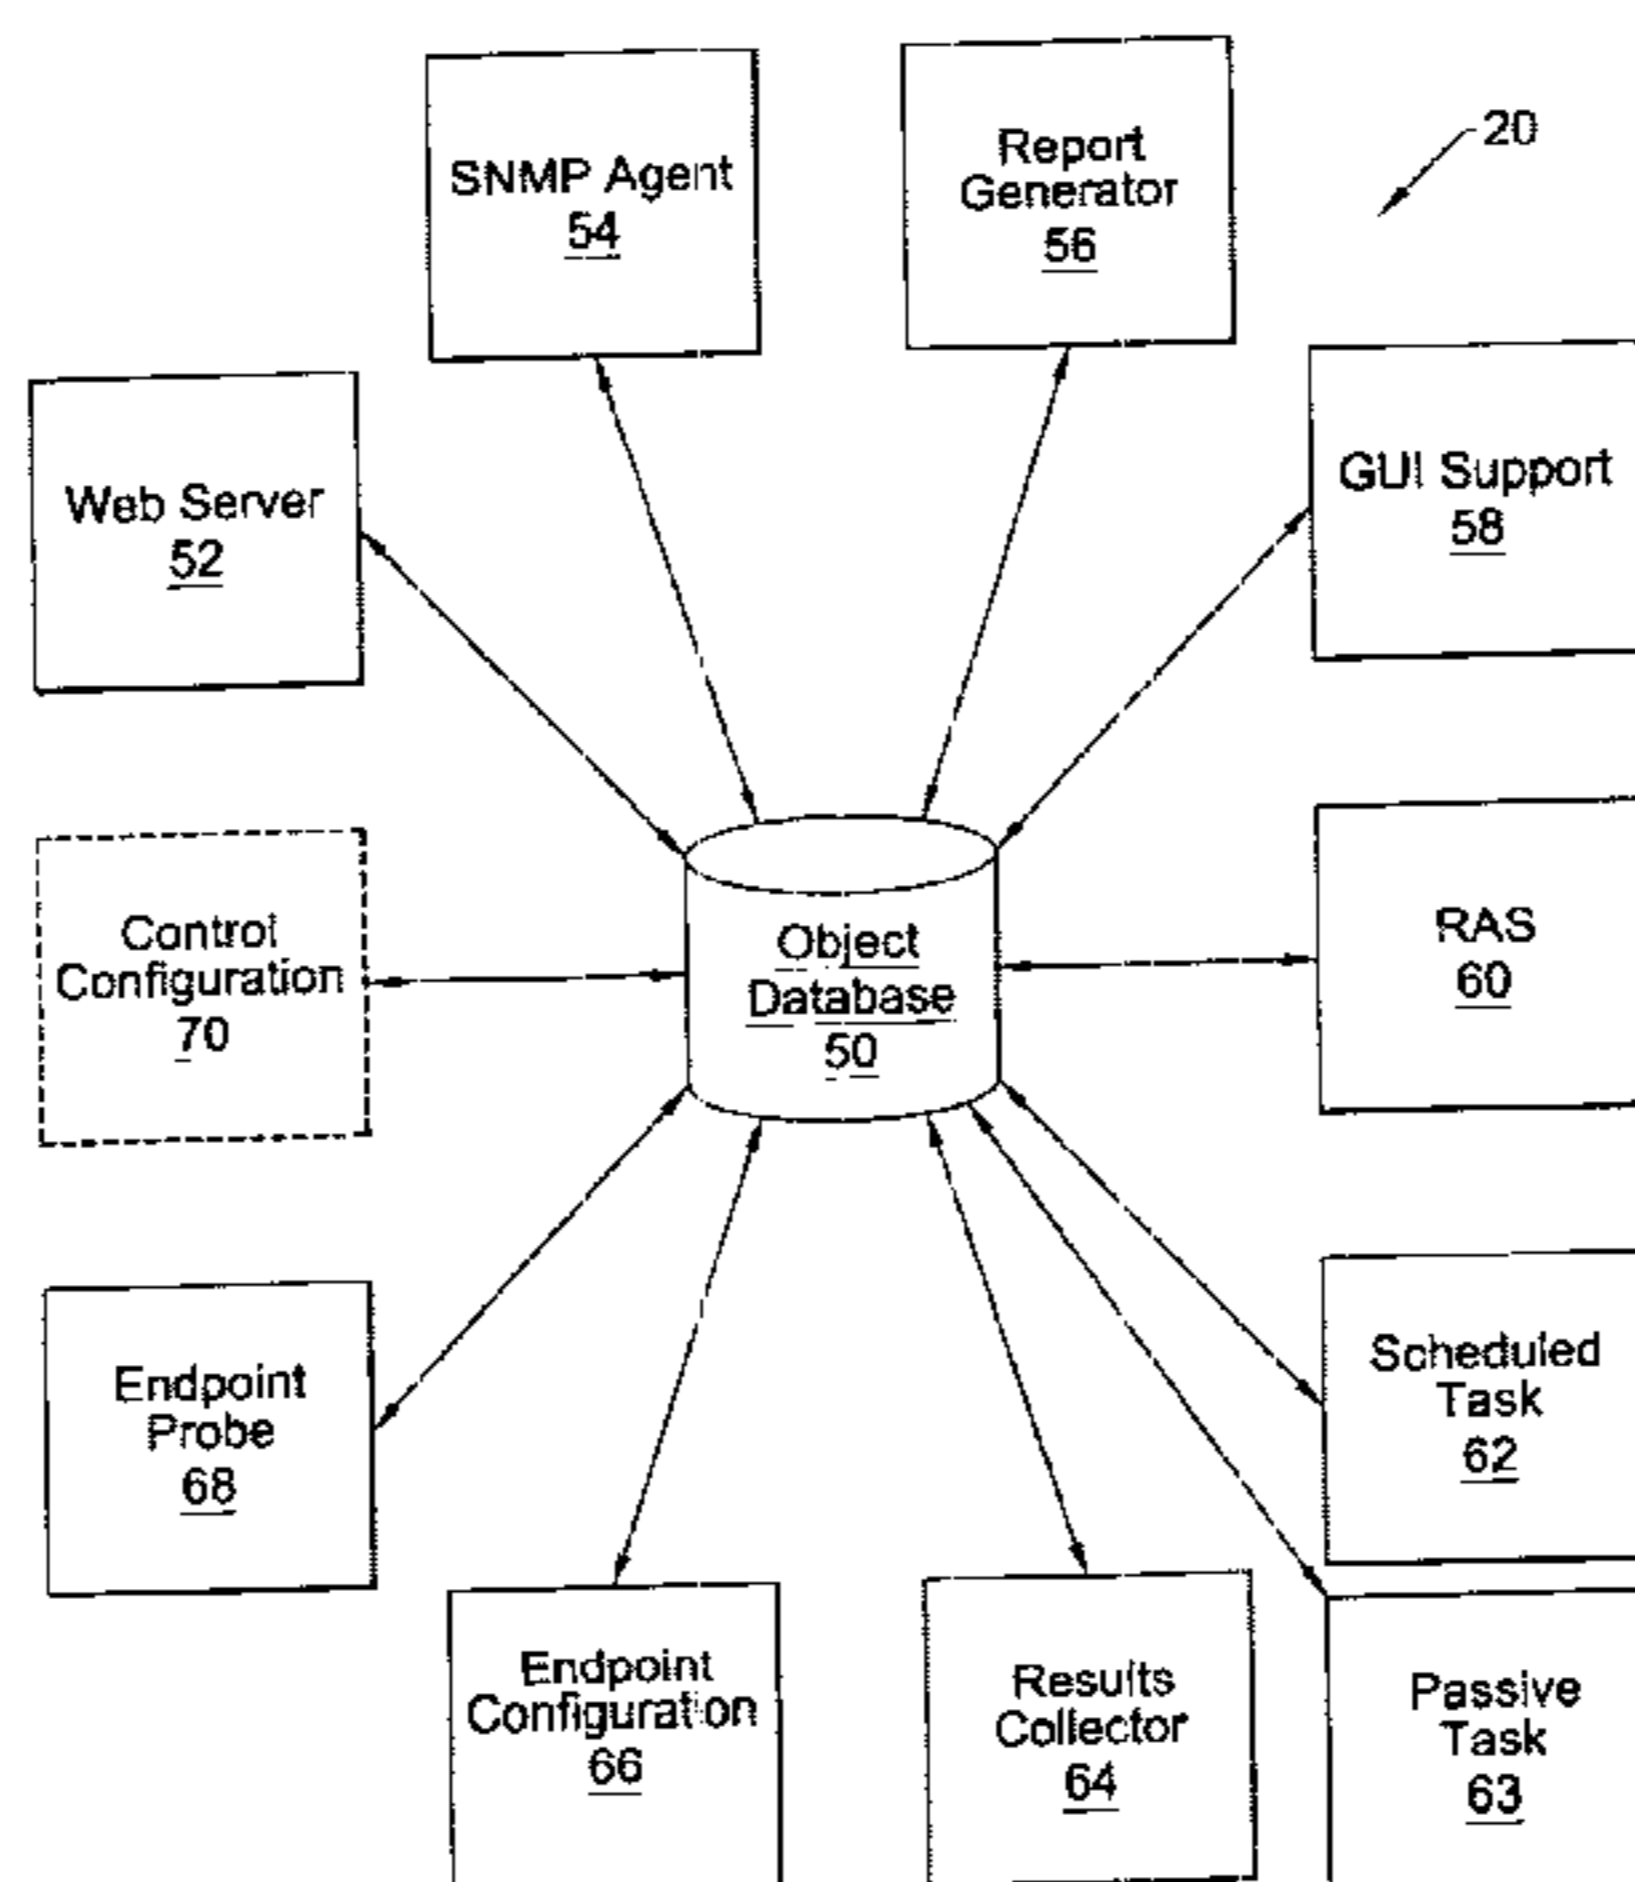 SNMP Agent
54
Report
Generator
56
20
Web Server
52
GUI Support
58
Control
Configuration
70
Object
Database
50
RAS
60
Endpoint
Probe
68
Scheduled
Task
62
Endpoint
Configuration
66
Results
Collector
64
Passive
Task
63